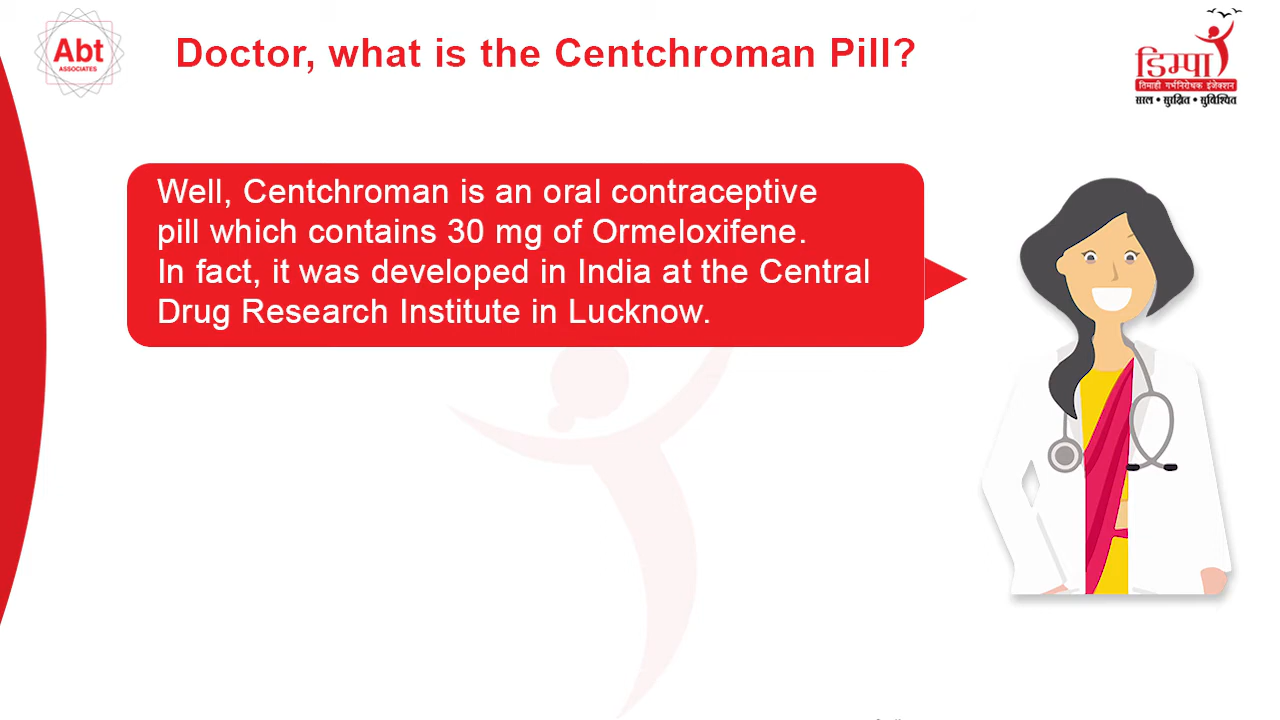 Abt
ASSOCIATES
Doctor, what is the Centchroman Pill?
डिम्पा
तिमाही गर्भनिरोधक इंजेक्शन
सरल • सुरक्षित • सुनिश्चित
Well, Centchroman is an oral contraceptive
pill which contains 30 mg of Ormeloxifene.
In fact, it was developed in India at the Central
Drug Research Institute in Lucknow.